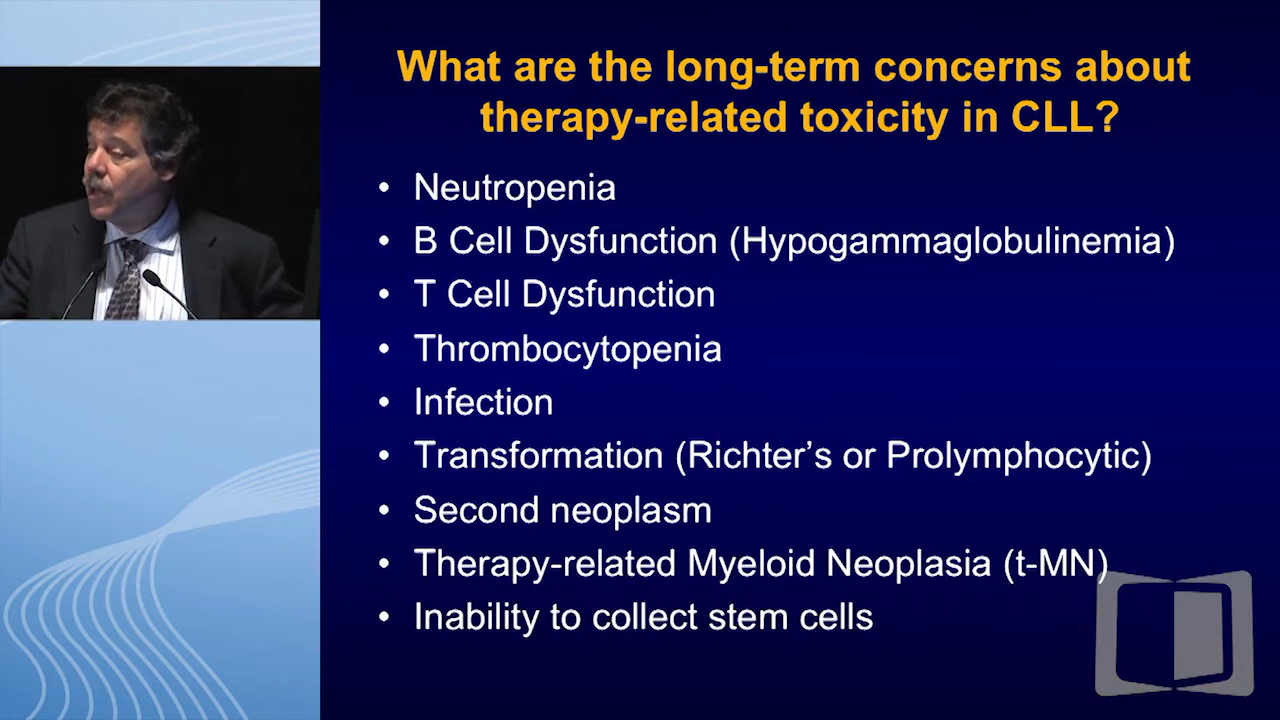 What are the long-term concerns about
therapy-related toxicity in CLL?
• Neutropenia
• B Cell Dysfunction (Hypogammaglobulinemia)
• T Cell Dysfunction
• Thrombocytopenia
• Infection
• Transformation (Richter's or Prolymphocytic)
• Second neoplasm
• Therapy-related Myeloid Neoplasia (t-MN)
• Inability to collect stem cells